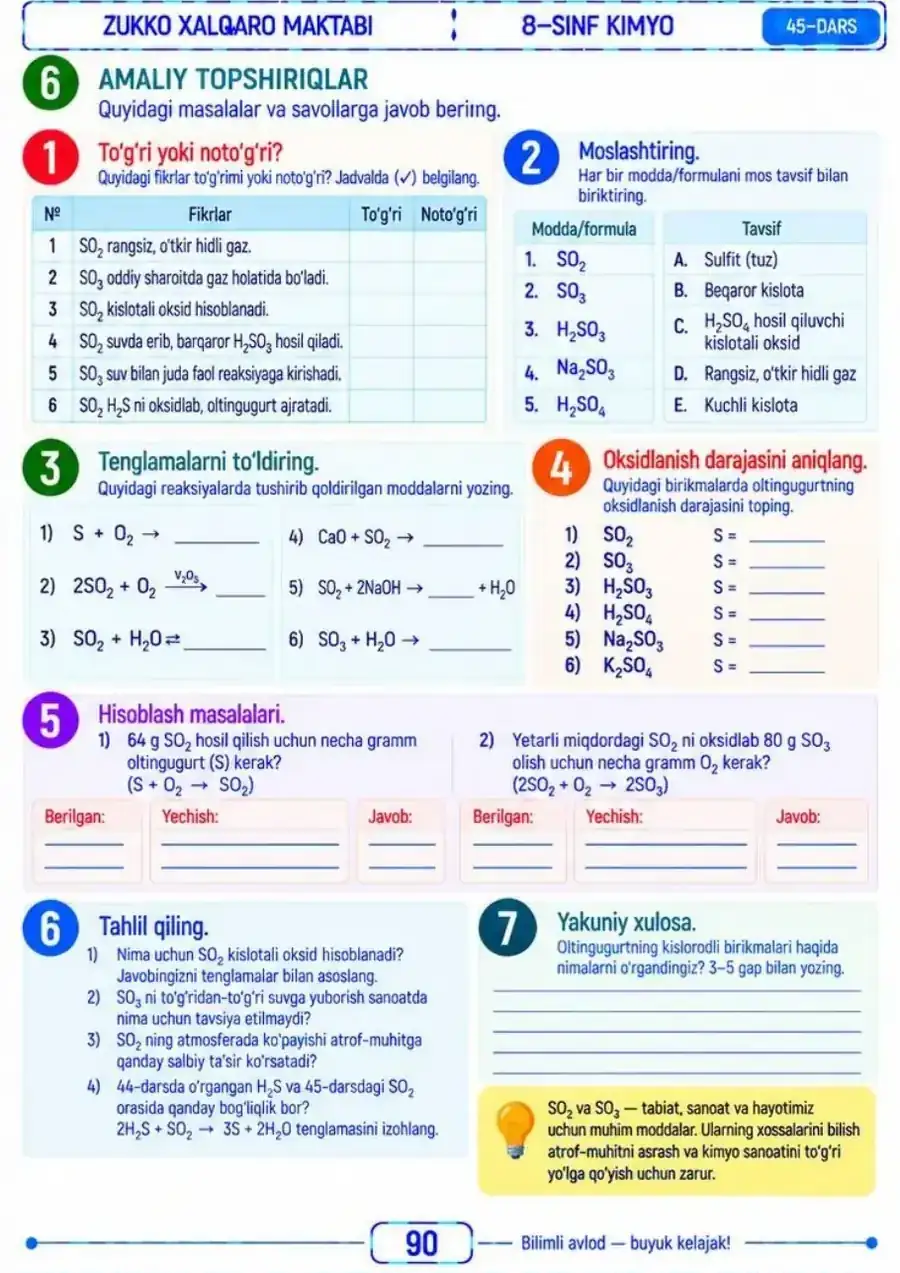 ZUKKO XALQARO MAKTABI
8–SINF KIMYO
45–DARS
6 AMALIY TOPSHIRIQLAR
Quyidagi masalalar va savollarga javob beriıng.
1 To'g'ri yoki noto'g'ri?
Quyidagi fikrlar to'g'rimi yoki noto'g'ri? Jadvalda (✓) belgilang.
№ Fikrlar To'g'ri Noto'g'ri
1 SO₂ rangsiz, o'tkir hidli gaz.
2 SO₃ oddiy sharoitda gaz holatida bo'ladi.
3 SO₂ kislotali oksid hisoblanadi.
4 SO₂ suvda erib, barqaror H₂SO₃ hosil qiladi.
5 SO₃ suv bilan juda faol reaksiyaga kirishadi.
6 SO₂ H₂S ni oksidlab, oltingugurt ajratadi.
2 Moslashtiring.
Har bir modda/formulani mos tavsif bilan
biriktiring.
Modda/formula
1. SO₂
2. SO₃
3. H₂SO₃
4. Na₂SO₃
5. H₂SO₄
Tavsif
A. Sulfit (tuz)
B. Beqaror kislota
C. H₂SO₄ hosil qiluvchi
kislotali oksid
D. Rangsiz, o'tkir hidli gaz
E. Kuchli kislota
3 Tenglamalarni to'ldiring.
Quyidagi reaksiyalarda tushirib qoldirilgan moddalarni yozing.
1) S + O₂ → ______
2) 2SO₂ + O₂ V₂O₅→ ______
3) SO₂ + H₂O ⇄ ______
4) CaO + SO₂ → ______
5) SO₂ + 2NaOH → ______ + H₂O
6) SO₃ + H₂O → ______
4 Oksidlanish darajasini aniqlang.
Quyidagi birikmalarda oltingugurtning
oksidlanish darajasini toping.
1) SO₂ S = ______
2) SO₃ S = ______
3) H₂SO₃ S = ______
4) H₂SO₄ S = ______
5) Na₂SO₃ S = ______
6) K₂SO₄ S = ______
5 Hisoblash masalalari.
1) 64 g SO₂ hosil qilish uchun necha gramm
oltingugurt (S) kerak?
(S + O₂ → SO₂)
Berilgan: Yechish: Javob:
2) Yetarli miqdordagi SO₂ ni oksidlab 80 g SO₃
olish uchun necha gramm O₂ kerak?
(2SO₂ + O₂ → 2SO₃)
Berilgan: Yechish: Javob:
6 Tahlil qiling.
1) Nima uchun SO₂ kislotali oksid hisoblanadi?
Javobingizni tenglamalar bilan asoslang.
2) SO₃ ni to'g'ridan-to'g'ri suvga yuborish sanoatda
nima uchun tavsiya etilmaydi?
3) SO₂ ning atmosferada ko'payishi atrof-muhitga
qanday salbiy ta'sir ko'rsatadi?
4) 44-darsda o'rgangan H₂S va 45-darsdagi SO₂
orasida qanday bog'liqlik bor?
2H₂S + SO₂ → 3S + 2H₂O tenglamasini izohlang.
7 Yakuniy xulosa.
Oltingugurtning kislorodli birikmalari haqida
nimalarni o'rgandingiz? 3–5 gap bilan yozing.
SO₂ va SO₃ — tabiat, sanoat va hayotimiz
uchun muhim moddalar. Ularning xossalarini bilish
atrof-muhitni asrash va kimyo sanoatini to'g'ri
yo'lga qo'yish uchun zarur.
90
Bilimli avlod — buyuk kelajak!